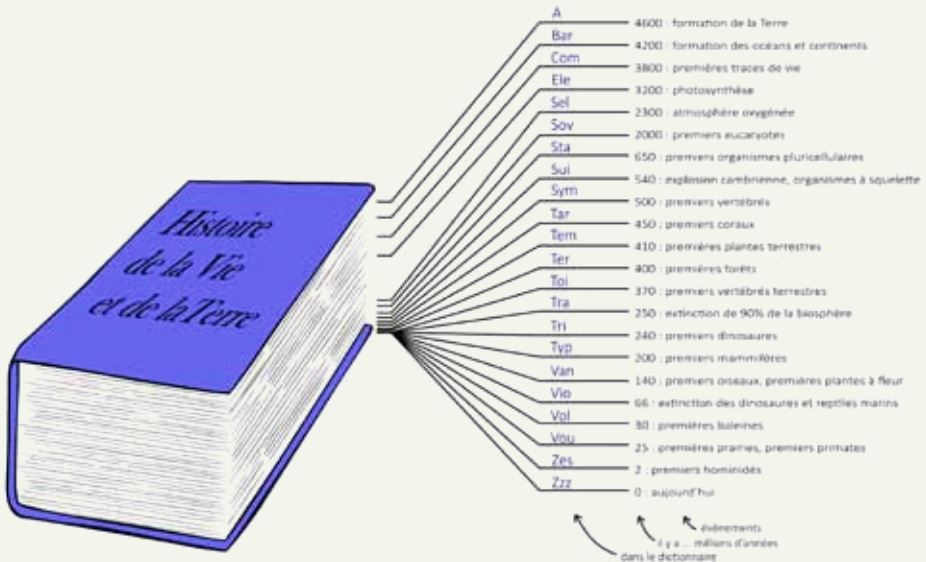 Histoire
de la Vie
et de la Terre
A 4600 : formation de la Terre
Bar 4200 : formation des océans et continents
Com 3800 : premières traces de vie
Ele 3200 : photosynthèse
Sel 2300 : atmosphère oxygénée
Sov 2000 : premiers eucaryotes
Sta 650 : premiers organismes pluricellulaires
Sui 540 : explosion cambrienne, organismes à squelette
Sym 500 : premiers vertébrés
Tar 450 : premiers coraux
Tem 410 : premières plantes terrestres
Ter 400 : premières forêts
Toi 370 : premiers vertébrés terrestres
Tra 250 : extinction de 90% de la biosphère
Tri 240 : premiers dinosaures
Typ 200 : premiers mammifères
Van 140 : premiers oiseaux, premières plantes à fleur
Vio 66 : extinction des dinosaures et reptiles marins
Vol 30 : premières baleines
Vou 25 : premières prairies, premiers primates
Zes 2 : premiers hominidés
Zzz 0 : aujourd'hui
évènements
il y a ... millions d'années
dans le dictionnaire